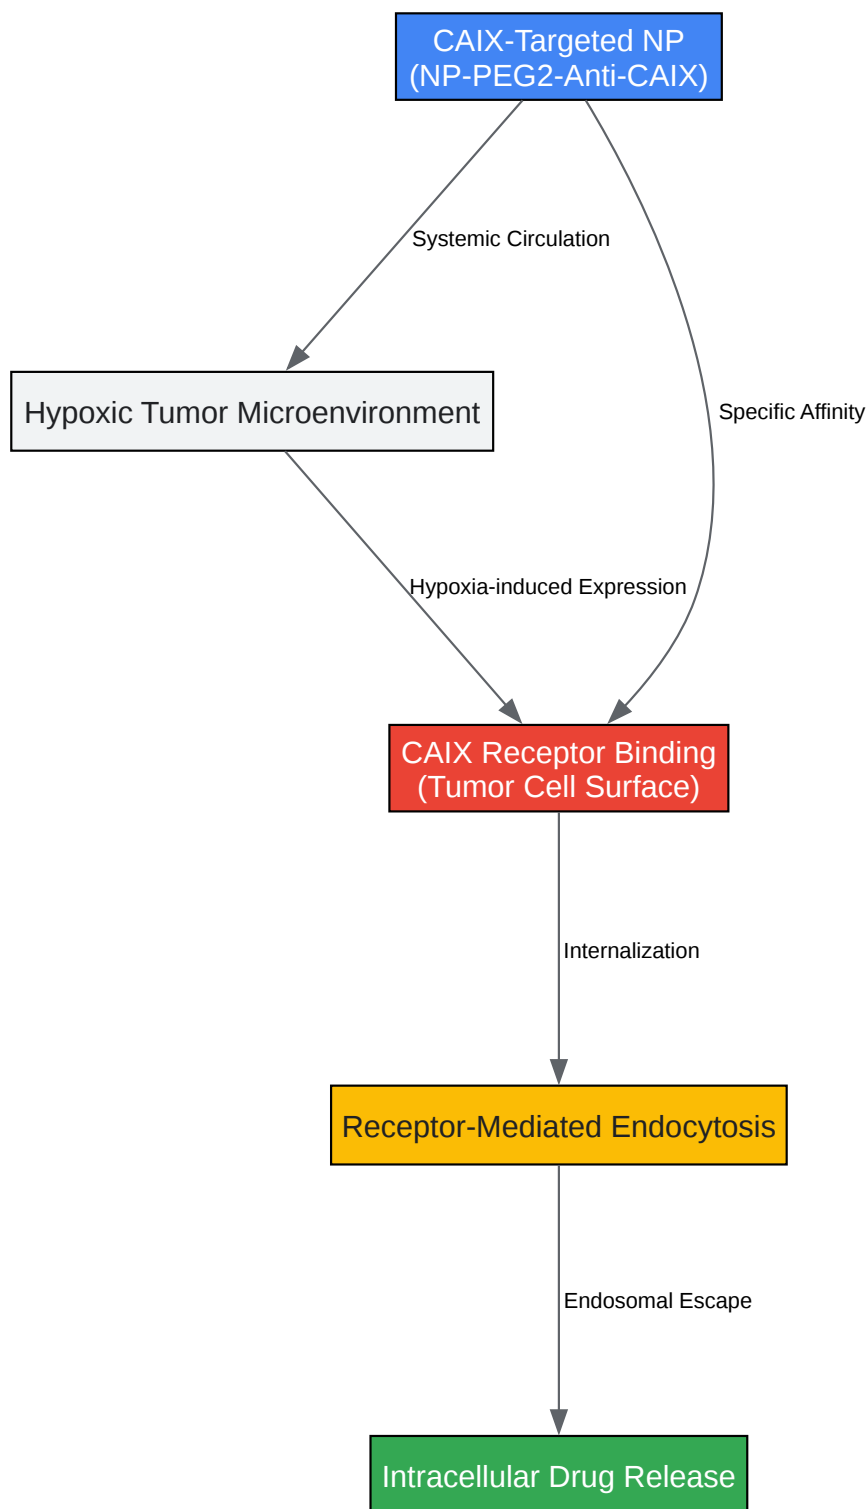 CAIX-Targeted NP
(NP-PEG2-Anti-CAIX)
Systemic Circulation
Hypoxic Tumor Microenvironment
Specific Affinity
Hypoxia-induced Expression
CAIX Receptor Binding
(Tumor Cell Surface)
Internalization
Receptor-Mediated Endocytosis
Endosomal Escape
Intracellular Drug Release